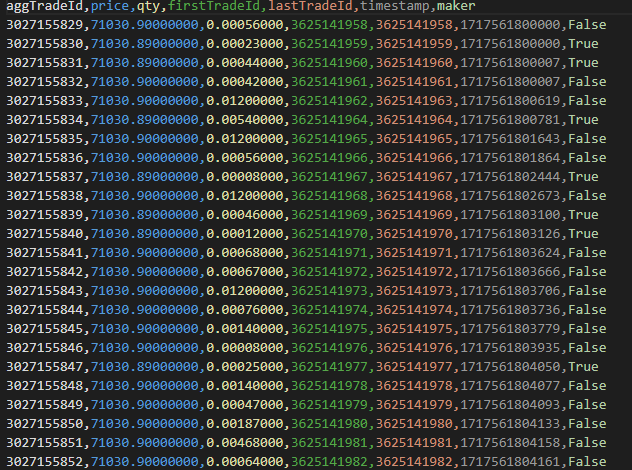 aggTradeId,price,qty,firstTradeId,lastTradeId,timestamp,maker
3027155829,71030.90000000,0.00056000,3625141958,3625141958,1717561800000,False
3027155830,71030.89000000,0.00023000,3625141959,3625141959,1717561800000,True
3027155831,71030.89000000,0.00044000,3625141960,3625141960,1717561800007,True
3027155832,71030.90000000,0.00042000,3625141961,3625141961,1717561800007,False
3027155833,71030.90000000,0.01200000,3625141962,3625141963,1717561800619,False
3027155834,71030.89000000,0.00540000,3625141964,3625141964,1717561800781,True
3027155835,71030.90000000,0.01200000,3625141965,3625141965,1717561801643,False
3027155836,71030.90000000,0.00056000,3625141966,3625141966,1717561801864,False
3027155837,71030.89000000,0.00008000,3625141967,3625141967,1717561802444,True
3027155838,71030.90000000,0.01200000,3625141968,3625141968,1717561802673,False
3027155839,71030.89000000,0.00046000,3625141969,3625141969,1717561803100,True
3027155840,71030.89000000,0.00012000,3625141970,3625141970,1717561803126,True
3027155841,71030.90000000,0.00068000,3625141971,3625141971,1717561803624,False
3027155842,71030.90000000,0.00067000,3625141972,3625141972,1717561803666,False
3027155843,71030.90000000,0.01200000,3625141973,3625141973,1717561803706,False
3027155844,71030.90000000,0.00076000,3625141974,3625141974,1717561803736,False
3027155845,71030.90000000,0.00140000,3625141975,3625141975,1717561803779,False
3027155846,71030.90000000,0.00008000,3625141976,3625141976,1717561803935,False
3027155847,71030.89000000,0.00025000,3625141977,3625141977,1717561804050,True
3027155848,71030.90000000,0.00140000,3625141978,3625141978,1717561804077,False
3027155849,71030.90000000,0.00047000,3625141979,3625141979,1717561804093,False
3027155850,71030.90000000,0.00187000,3625141980,3625141980,1717561804133,False
3027155851,71030.90000000,0.00468000,3625141981,3625141981,1717561804158,False
3027155852,71030.90000000,0.00064000,3625141982,3625141982,1717561804161,False